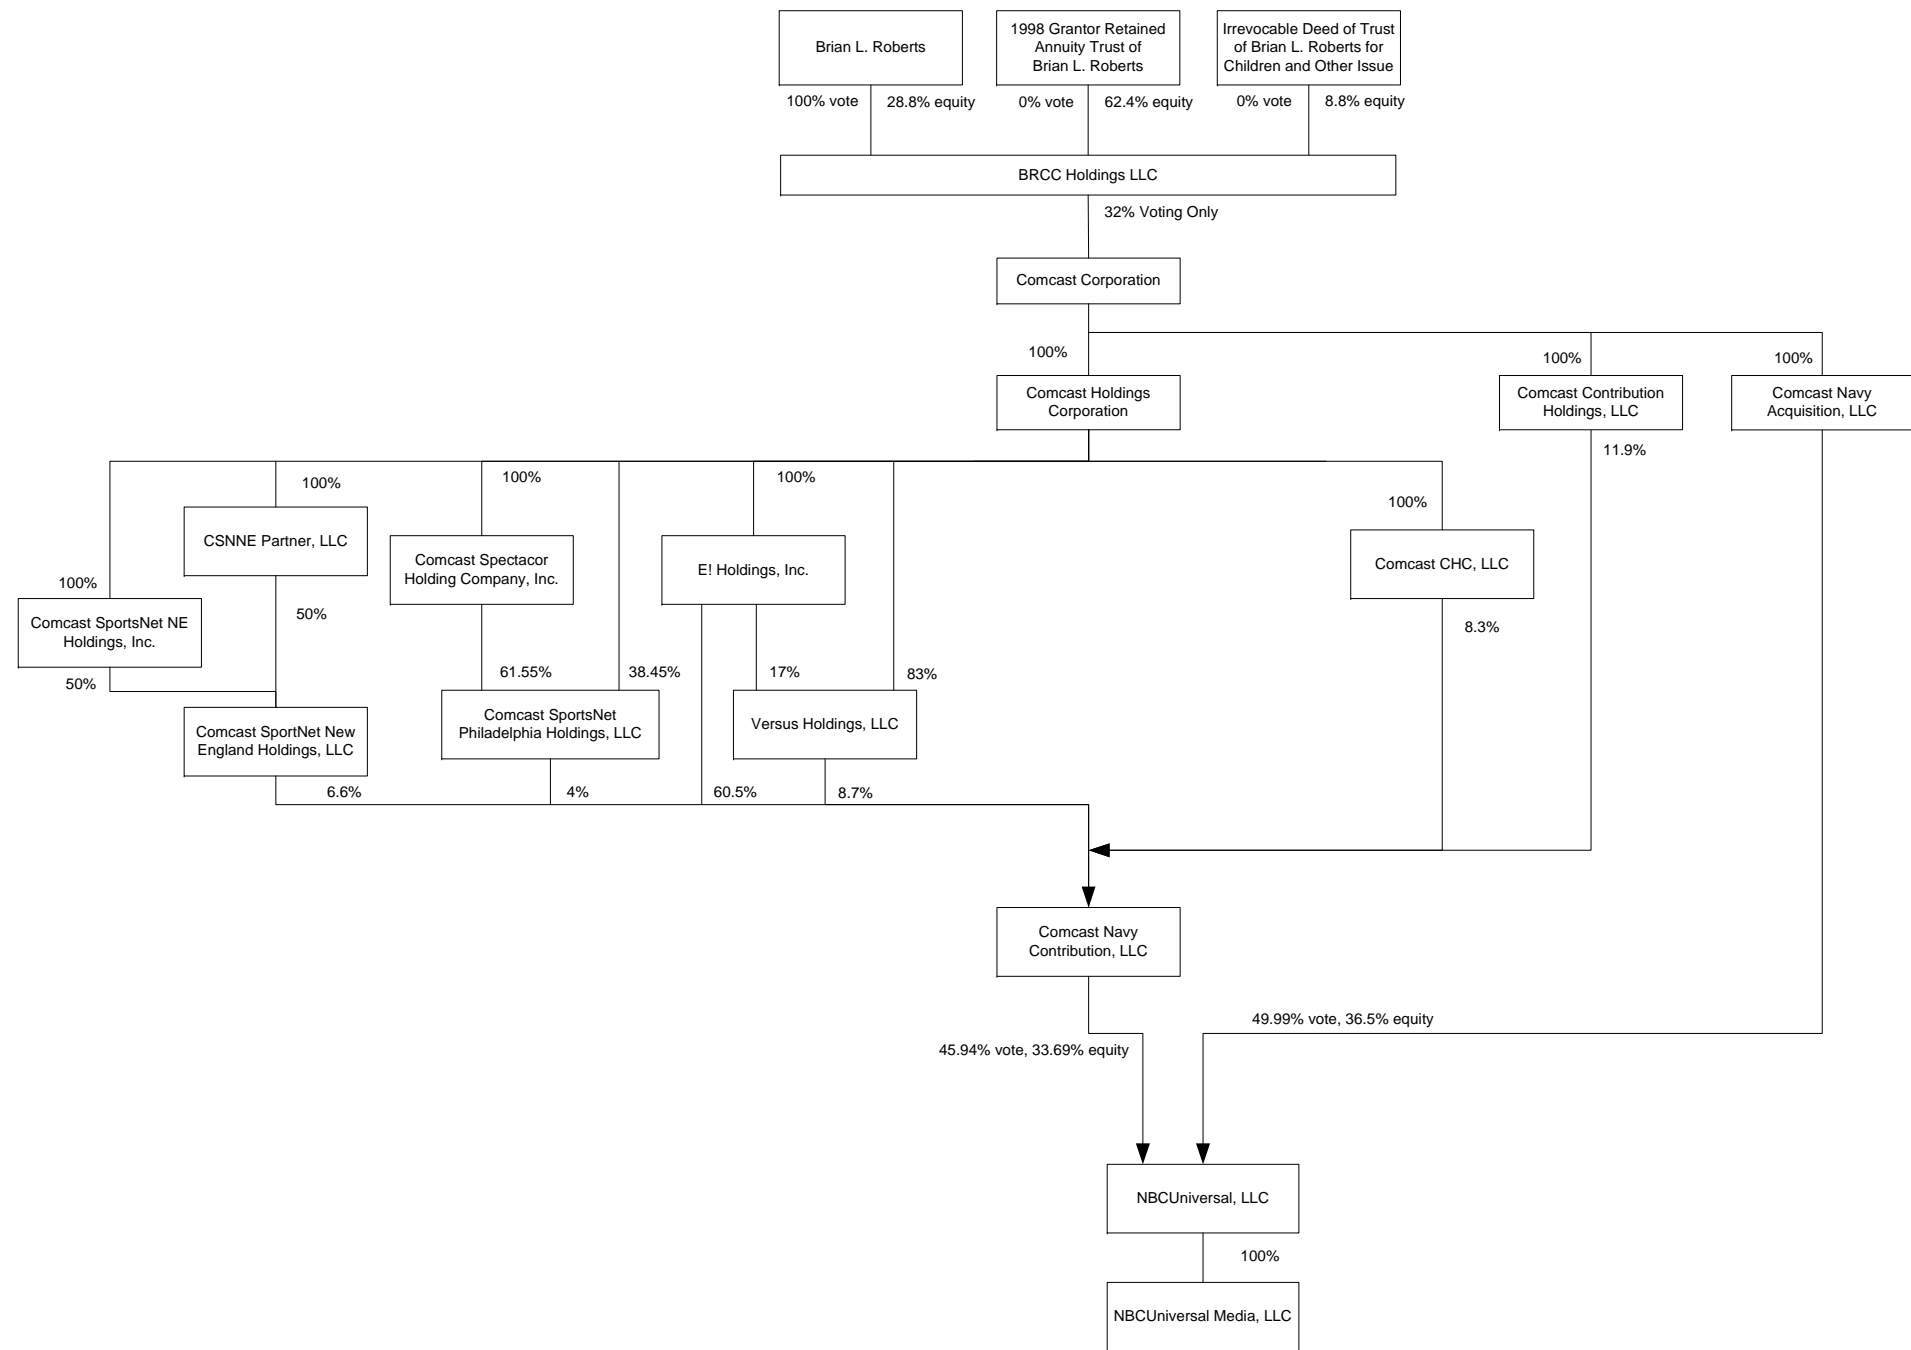 Brian L. Roberts
1998 Grantor Retained
Annuity Trust of
Brian L. Roberts
Irrevocable Deed of Trust
of Brian L. Roberts for
Children and Other Issue
100% vote
28.8% equity
0% vote
62.4% equity
0% vote
8.8% equity
BRCC Holdings LLC
32% Voting Only
Comcast Corporation
100%
100%
100%
Comcast Holdings
Corporation
Comcast Contribution
Holdings, LLC
Comcast Navy
Acquisition, LLC
11.9%
100%
100%
100%
100%
CSNNE Partner, LLC
Comcast Spectacor
Holding Company, Inc.
E! Holdings, Inc.
Comcast CHC, LLC
100%
Comcast SportsNet NE
Holdings, Inc.
50%
8.3%
50%
61.55%
38.45%
17%
83%
Comcast SportNet New
England Holdings, LLC
Comcast SportsNet
Philadelphia Holdings, LLC
Versus Holdings, LLC
6.6%
4%
60.5%
8.7%
Comcast Navy
Contribution, LLC
49.99% vote, 36.5% equity
45.94% vote, 33.69% equity
NBCUniversal, LLC
100%
NBCUniversal Media, LLC